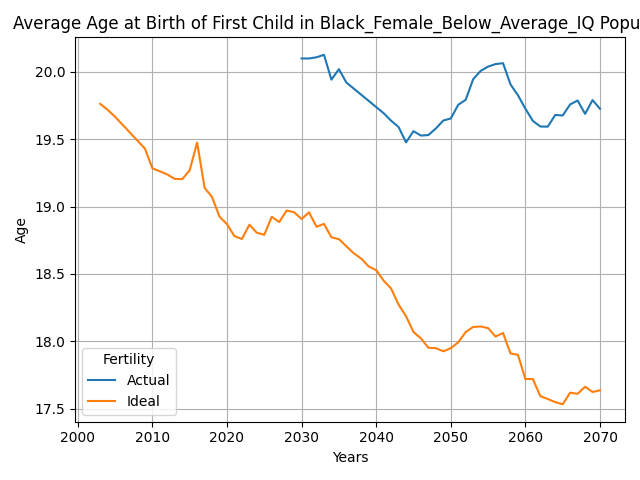 Average Age at Birth of First Child in Black_Female_Below_Average_IQ Popu
20.0
19.5
19.0
18.5
18.0
17.5
Age
Fertility
Actual
Ideal
2000 2010 2020 2030 2040 2050 2060 2070
Years